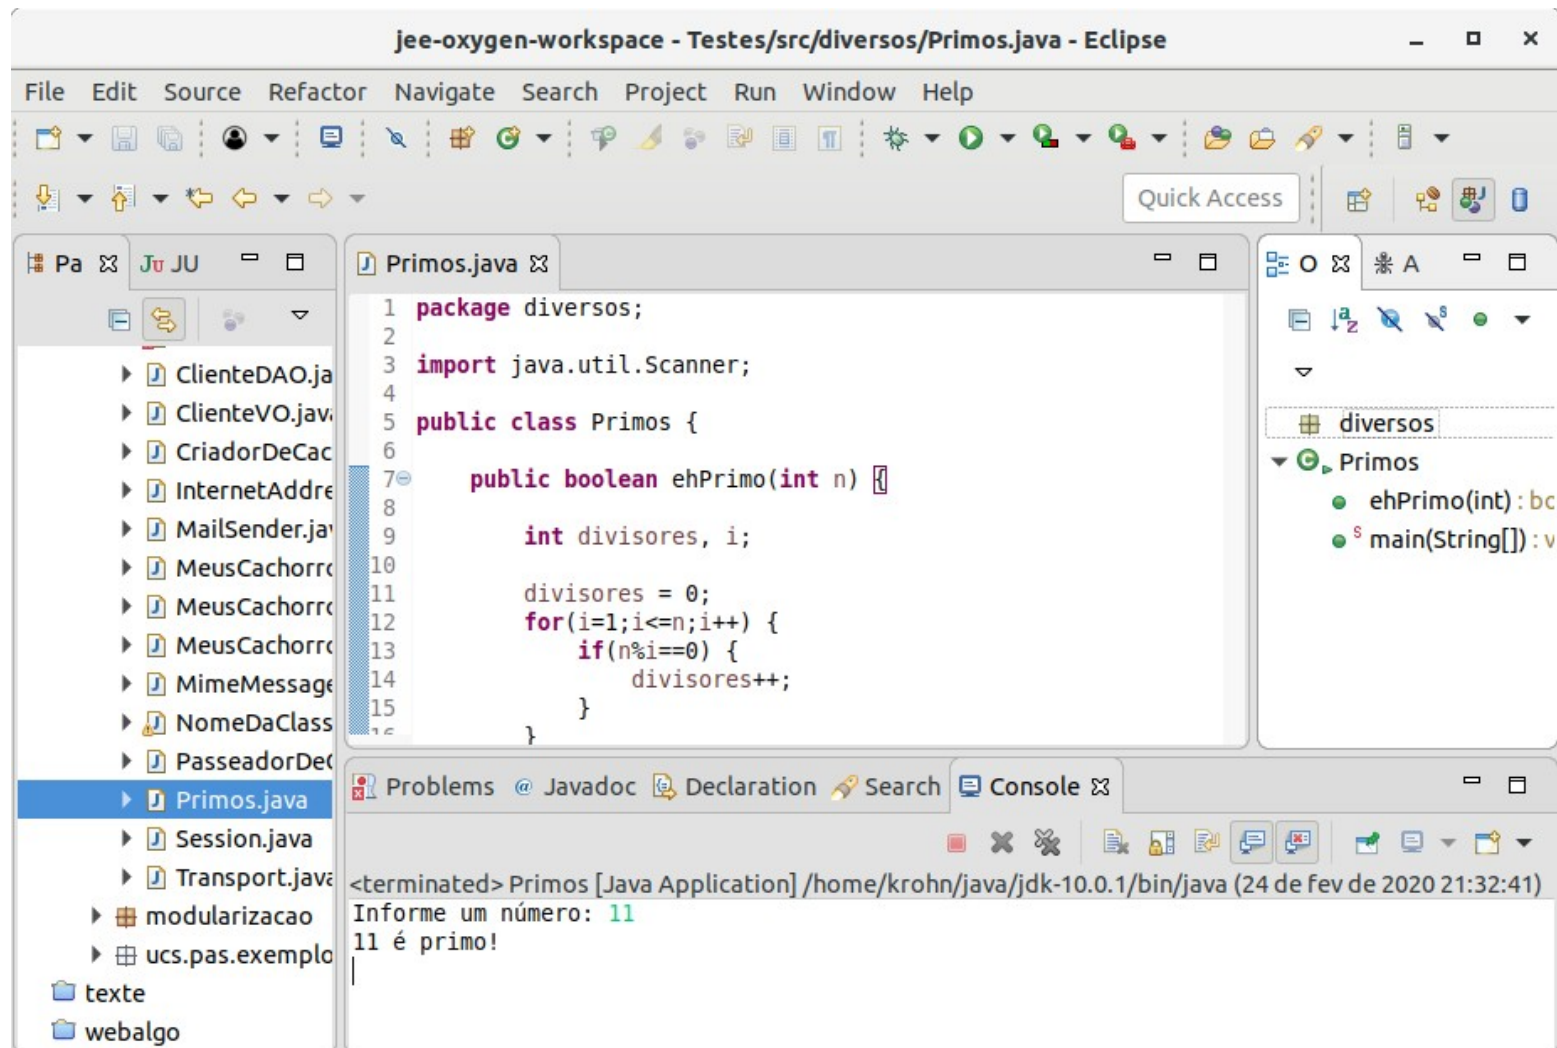 jee-oxygen-workspace - Testes/src/diversos/Primos.java - Eclipse
File Edit Source Refactor Navigate Search Project Run Window Help
Quick Access
Pa
JU JU
ClienteDAO.ja
ClienteVO.jav
CriadorDeCac
InternetAddre
MailSender.ja
MeusCachorro
MeusCachorro
MeusCachorro
MimeMessage
NomeDaClass
PasseadorDe
Primos.java
Session.java
Transport.java
modularizacao
ucs.pas.exemplo
texte
webalgo
Primos.java
1 package diversos;
2
3 import java.util.Scanner;
4
5 public class Primos {
6
7     public boolean ehPrimo(int n) {
8
9         int divisores, i;
10
11         divisores = 0;
12         for(i=1;i<=n;i++) {
13             if(n%i==0) {
14                 divisores++;
15             }
16         }
O
A
diversos
Primos
ehPrimo(int) : bo
main(String[]) : v
Problems @ Javadoc Declaration Search Console
<terminated> Primos [Java Application] /home/krohn/java/jdk-10.0.1/bin/java (24 de fev de 2020 21:32:41)
Informe um número: 11
11 é primo!